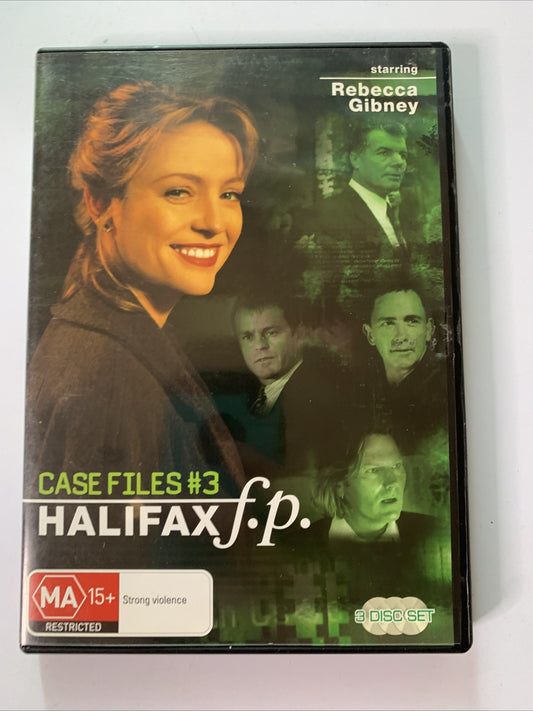 starring
Rebecca
Gibney
CASE FILES #3
HALIFAX f.p.
MA 15+ Strong violence
RESTRICTED
3 DISC SET